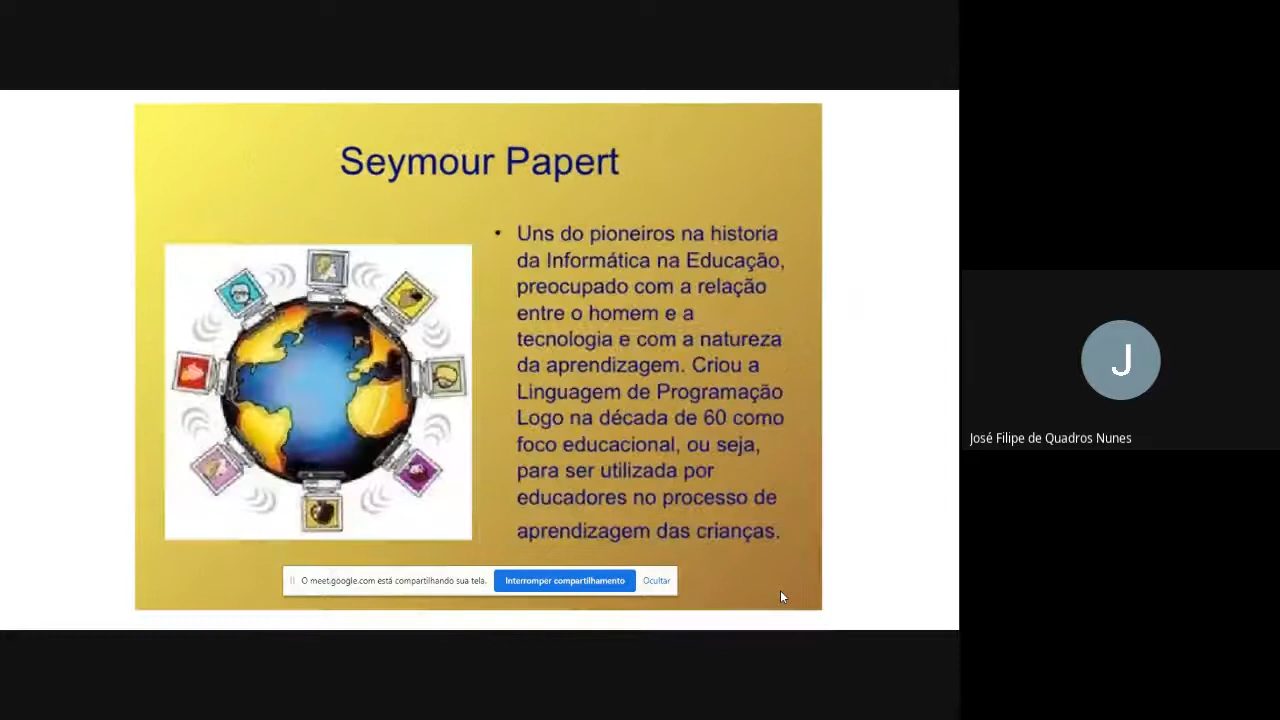 Seymour Papert
• Uns do pioneiros na historia
da Informática na Educação,
preocupado com a relação
entre o homem e a
tecnologia e com a natureza
da aprendizagem. Criou a
Linguagem de Programação
Logo na década de 60 como
foco educacional, ou seja,
para ser utilizada por
educadores no processo de
aprendizagem das crianças.
O meet.google.com está compartilhando sua tela. Interromper compartilhamento Ocultar
J
José Filipe de Quadros Nunes